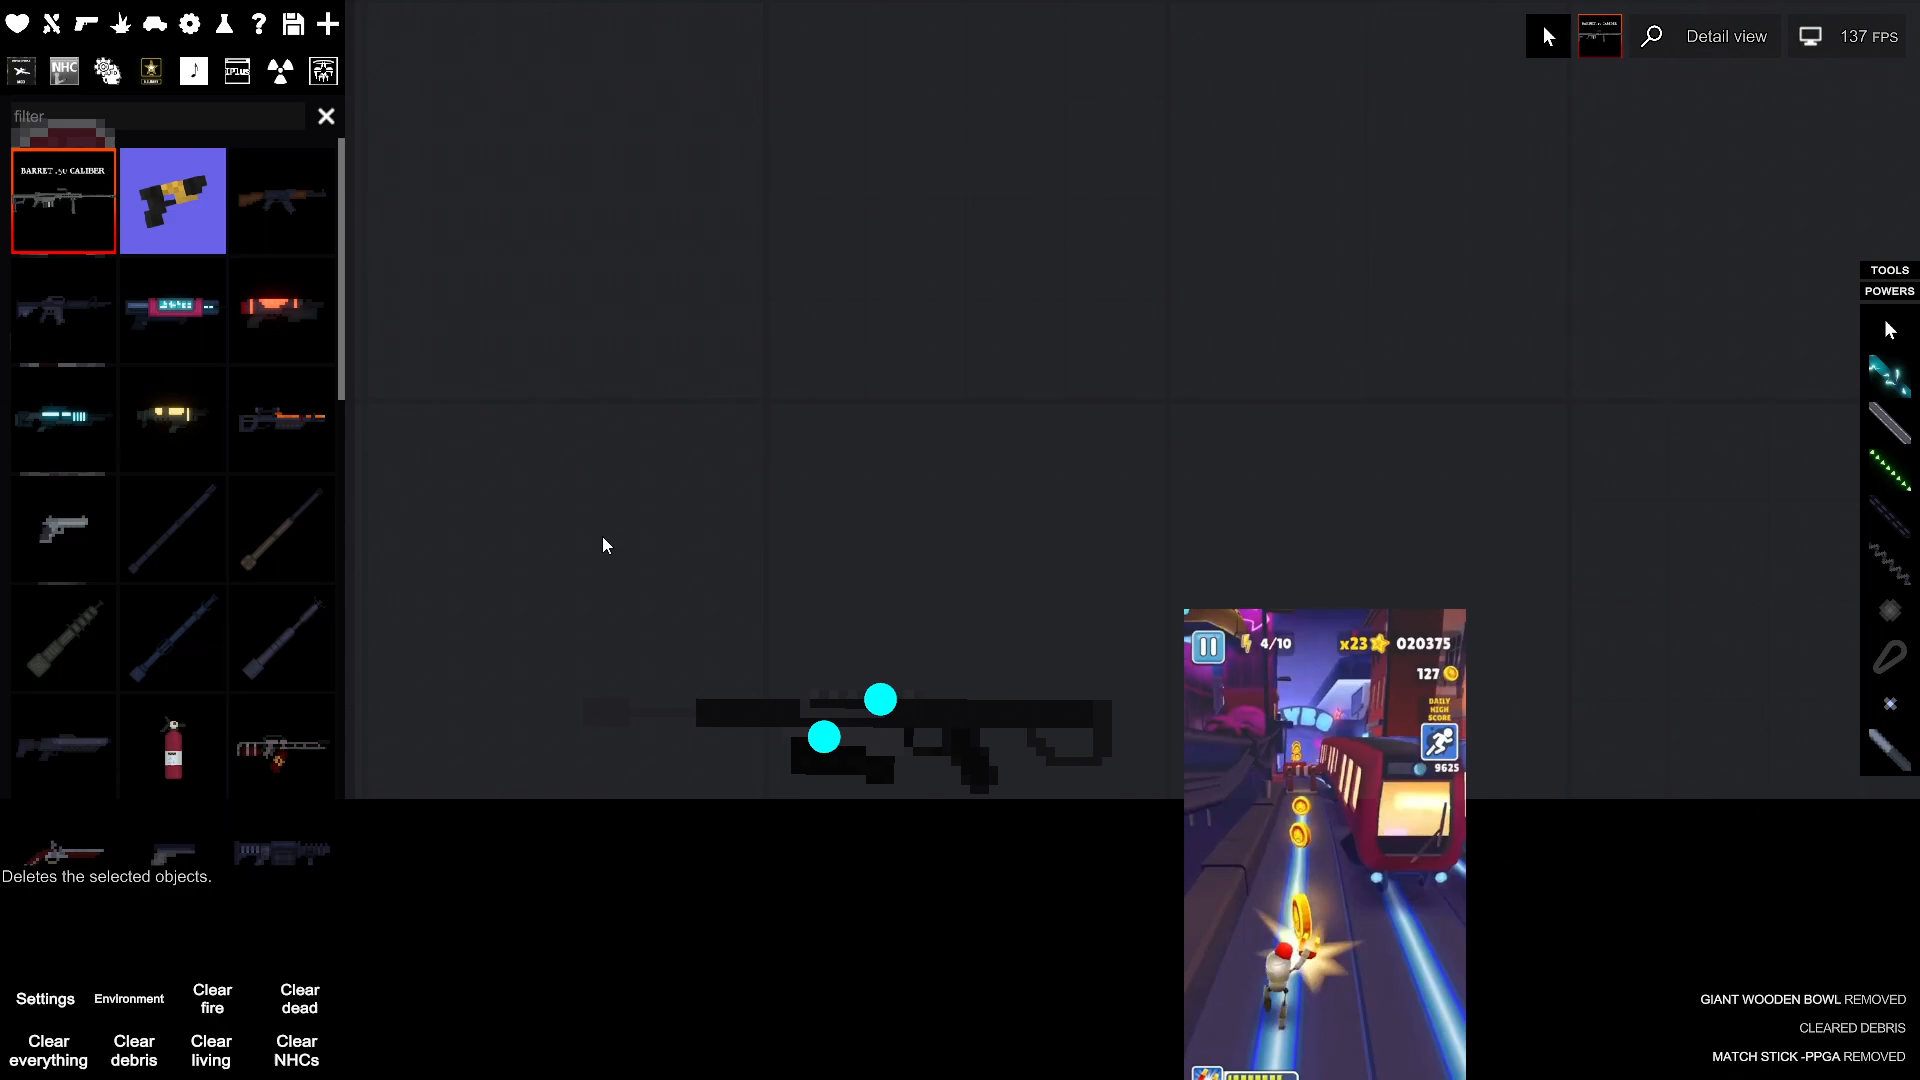 NHC
IPlus
Detail view
137 FPS
filter
BARRET .50 CALIBER
TOOLS
POWERS
4/10
x23
020375
127
DAILY
HIGH
SCORE
9625
Deletes the selected objects.
Settings
Environment
Clear
fire
Clear
dead
Clear
everything
Clear
debris
Clear
living
Clear
NHCs
GIANT WOODEN BOWL REMOVED
CLEARED DEBRIS
MATCH STICK -PPGA REMOVED